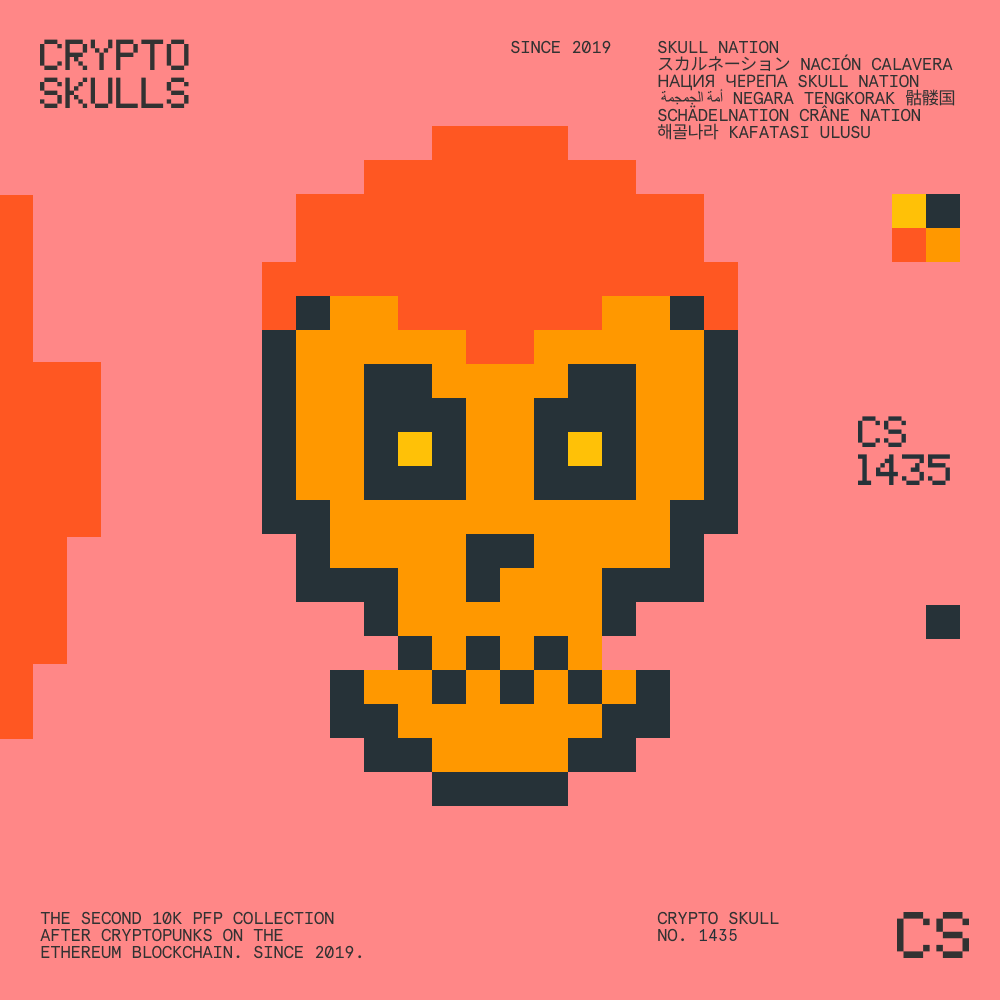 CRYPTO
SKULLS
SINCE 2019
SKULL NATION
スカルネーション NACIÓN CALAVERA
НАЦИЯ ЧЕРЕПА SKULL NATION
أمة الجمجمة NEGARA TENGKORAK 骷髅国
SCHÄDELNATION CRÂNE NATION
해골나라 KAFATASI ULUSU
CS
1435
THE SECOND 10K PFP COLLECTION
AFTER CRYPTOPUNKS ON THE
ETHEREUM BLOCKCHAIN. SINCE 2019.
CRYPTO SKULL
NO. 1435
CS